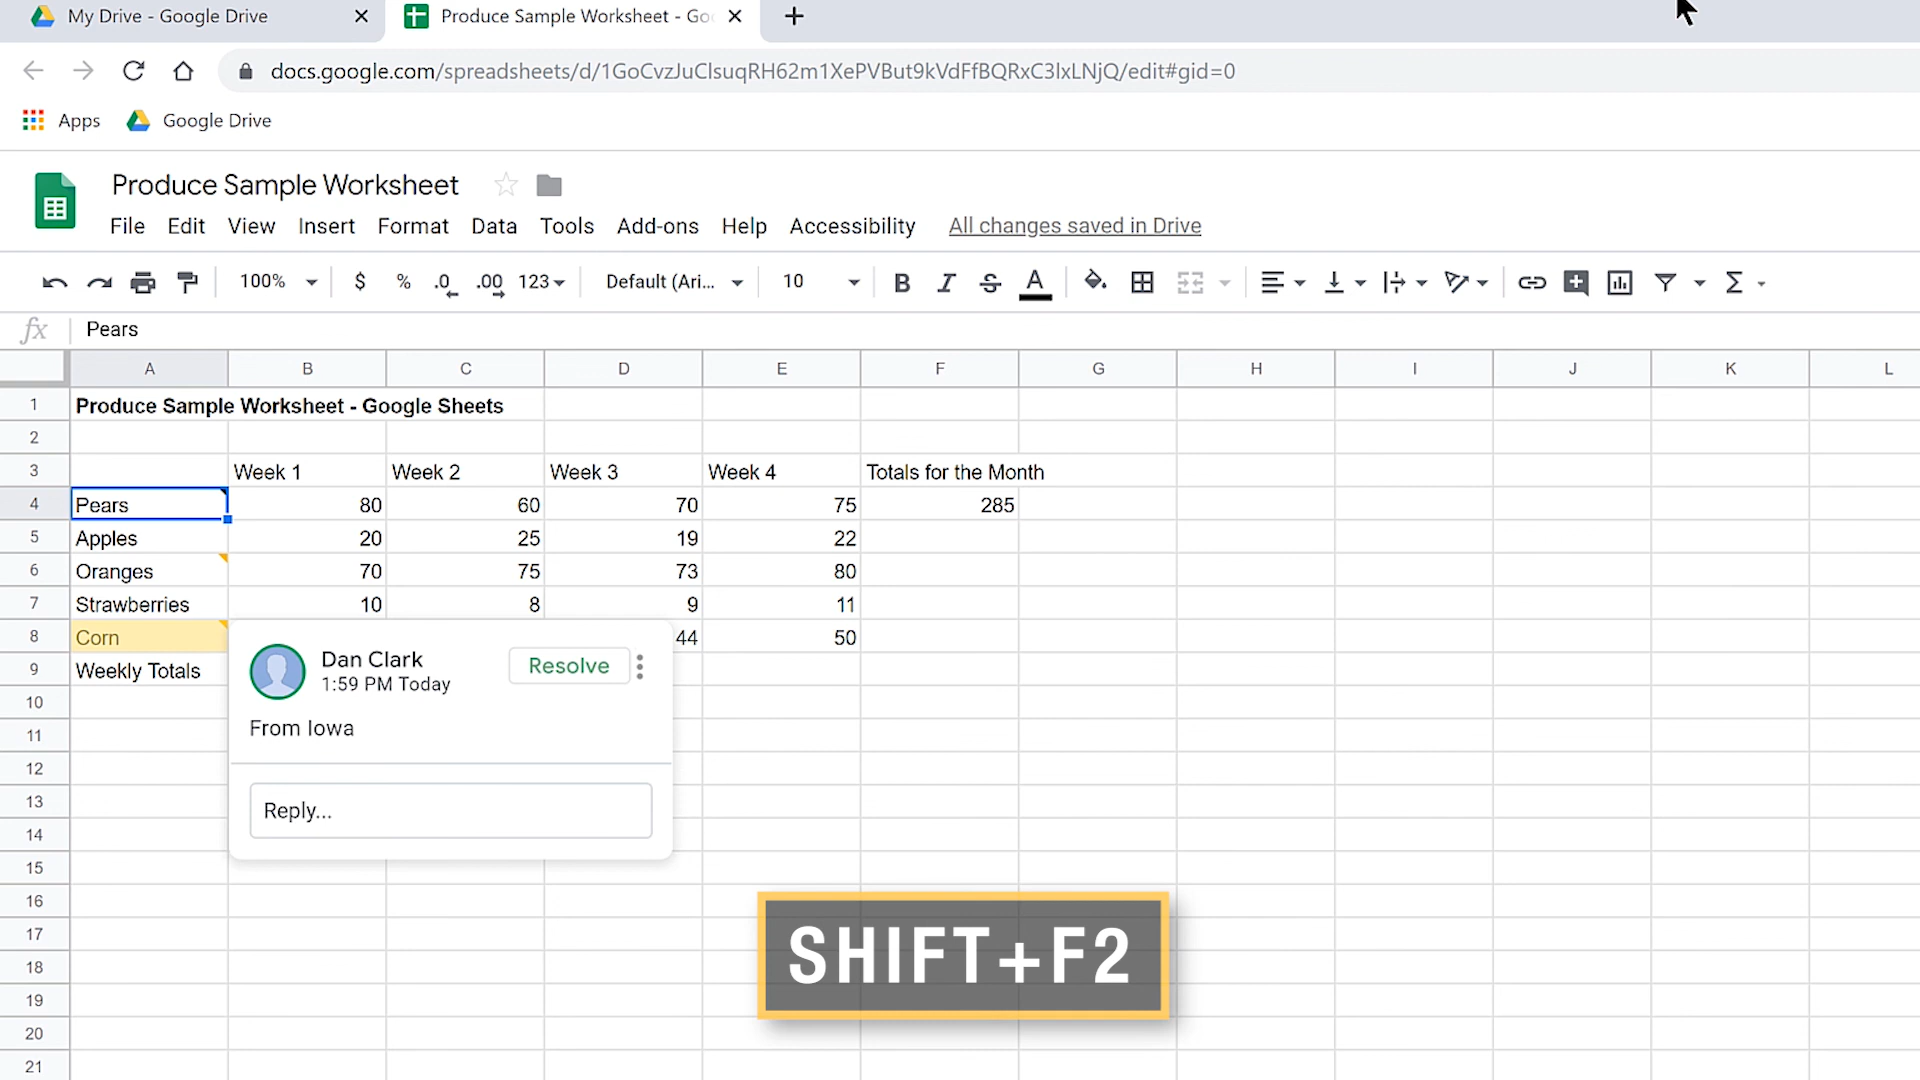 My Drive - Google Drive
Produce Sample Worksheet - Go
docs.google.com/spreadsheets/d/1GoCvzJuClsuqRH62m1XePVBut9kVdFfBQRxC3lxLNjQ/edit#gid=0
Apps Google Drive
Produce Sample Worksheet
File Edit View Insert Format Data Tools Add-ons Help Accessibility All changes saved in Drive
100% $ % .0 .00 123 Default (Ari... 10 B I S A Σ
fx Pears
A B C D E F G H I J K L
1 Produce Sample Worksheet - Google Sheets
2
3 Week 1 Week 2 Week 3 Week 4 Totals for the Month
4 Pears 80 60 70 75 285
5 Apples 20 25 19 22
6 Oranges 70 75 73 80
7 Strawberries 10 8 9 11
8 Corn 44 50
9 Weekly Totals
Dan Clark Resolve
1:59 PM Today
From Iowa
Reply...
10
11
12
13
14
15
16
17
18
19
20
21
SHIFT+F2